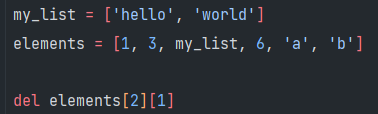 my_list = ['hello', 'world']
elements = [1, 3, my_list, 6, 'a', 'b']
del elements[2][1]